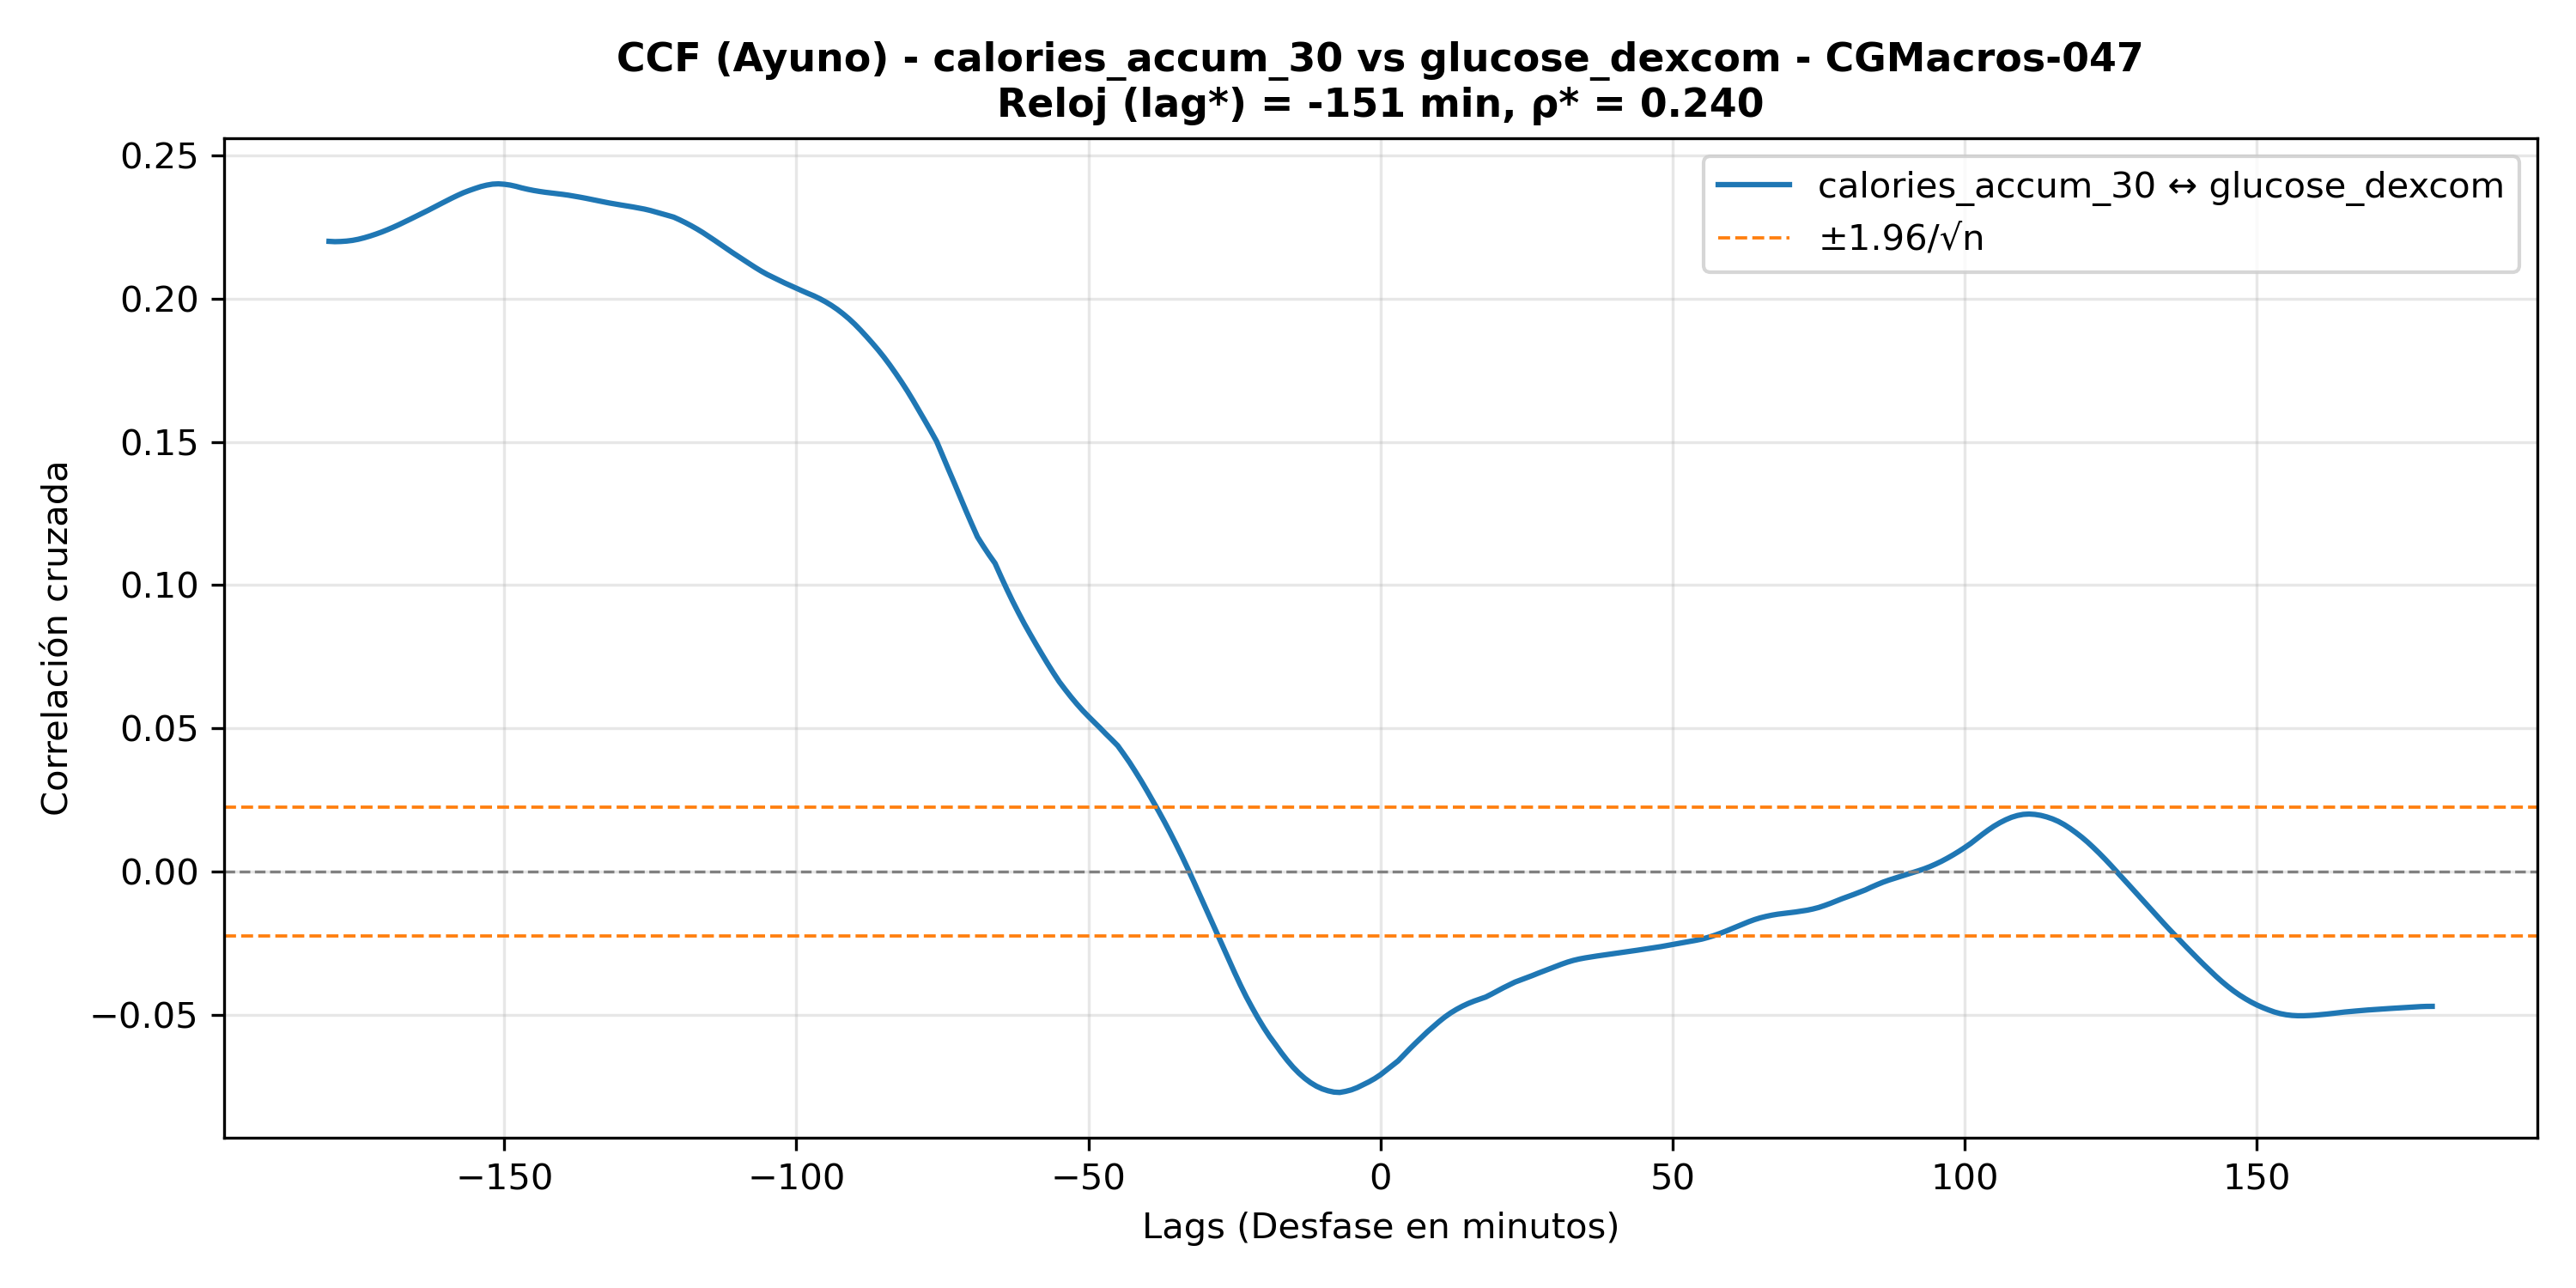 CCF (Ayuno) - calories_accum_30 vs glucose_dexcom - CGMacros-047
Reloj (lag*) = -151 min, ρ* = 0.240
calories_accum_30 ↔ glucose_dexcom
±1.96/√n
Correlación cruzada
0.25
0.20
0.15
0.10
0.05
0.00
−0.05
−150
−100
−50
0
50
100
150
Lags (Desfase en minutos)